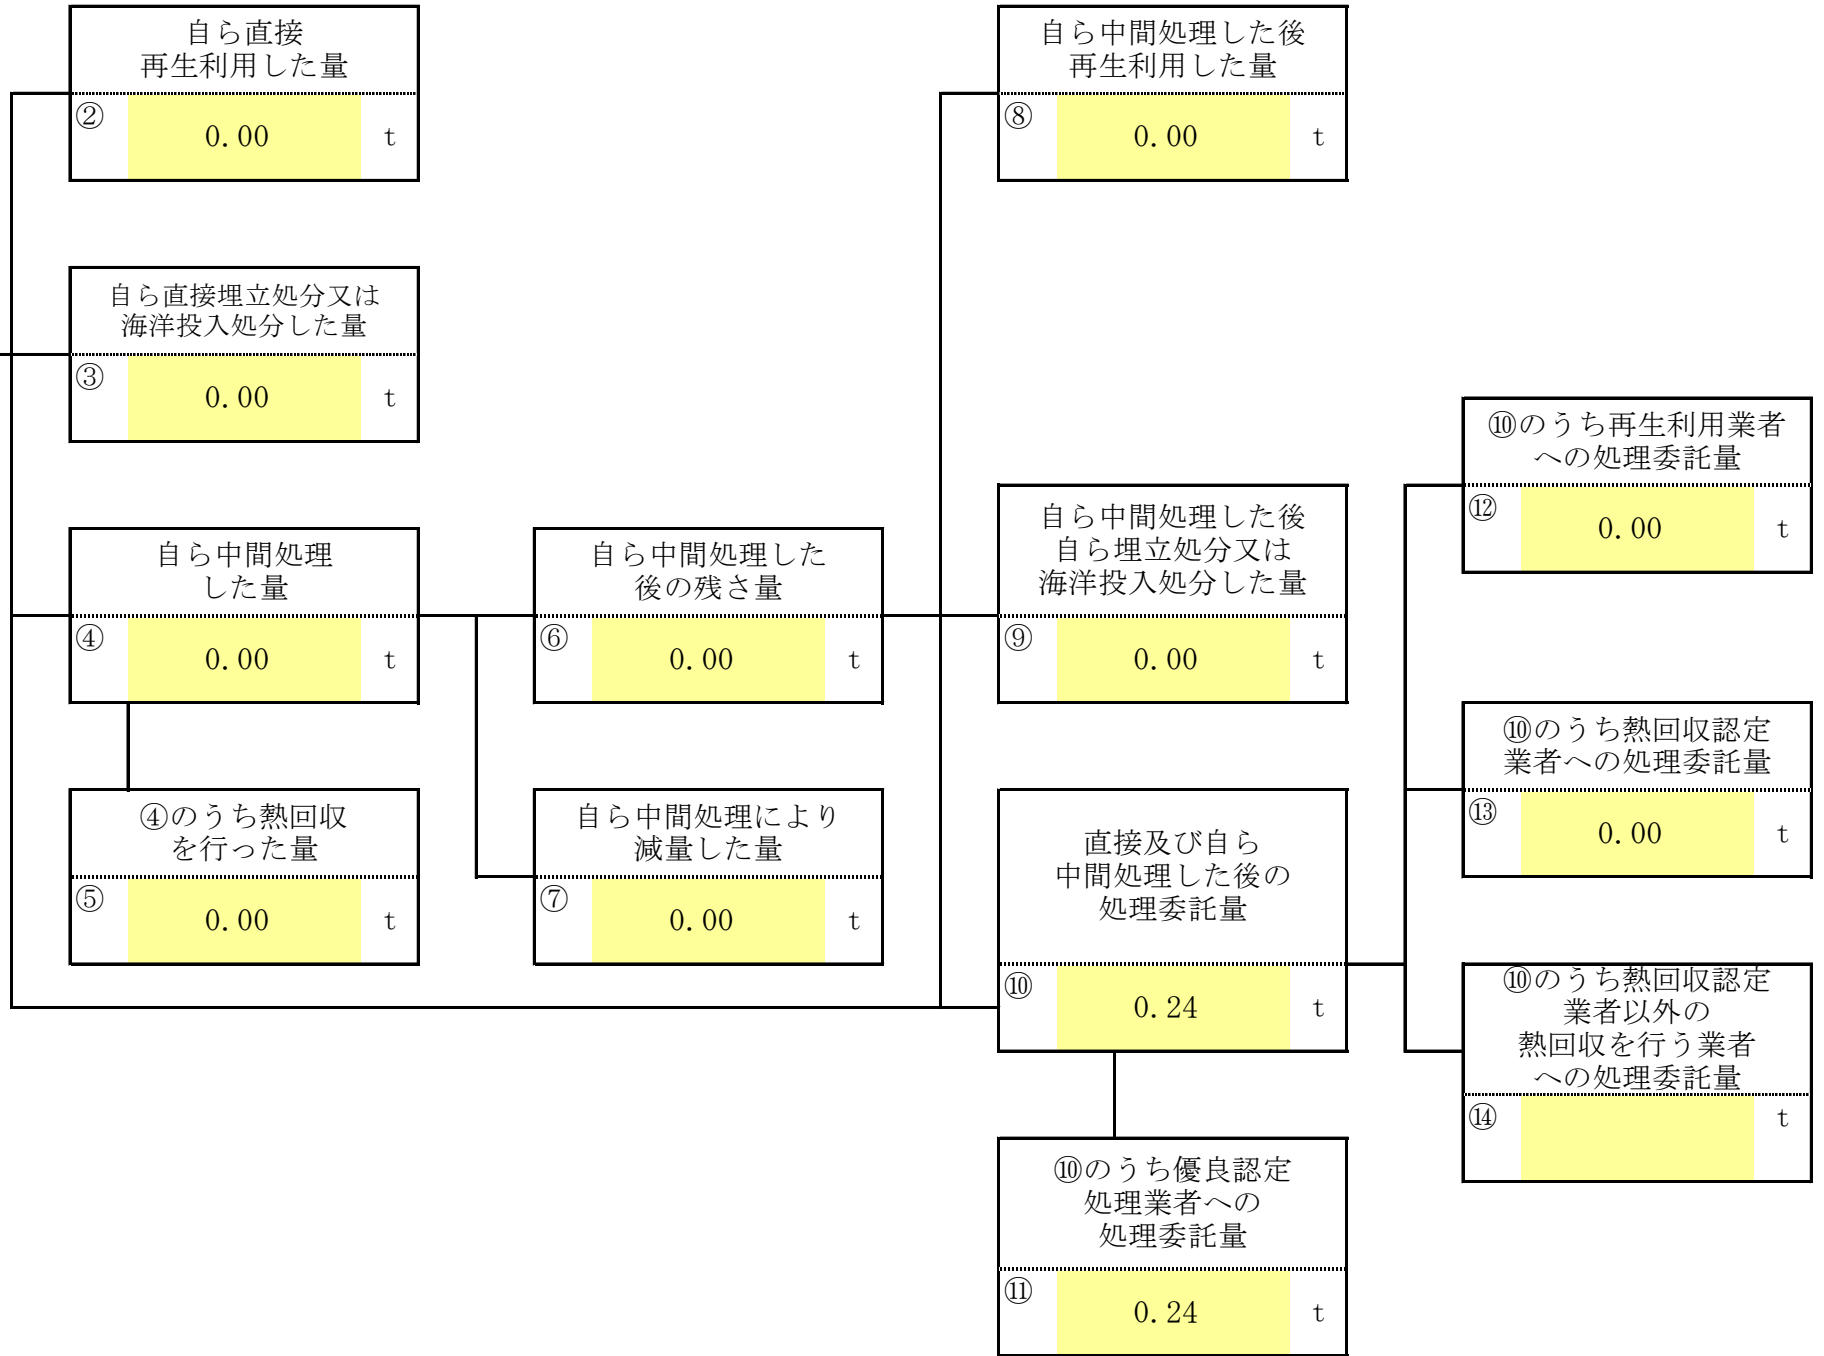 自ら直接
再生利用した量
②
0.00
t
自ら中間処理した後
再生利用した量
⑧
0.00
t
自ら直接埋立処分又は
海洋投入処分した量
③
0.00
t
⑩のうち再生利用業者
への処理委託量
⑫
0.00
t
自ら中間処理
した量
④
0.00
t
自ら中間処理した
後の残さ量
⑥
0.00
t
自ら中間処理した後
自ら埋立処分又は
海洋投入処分した量
⑨
0.00
t
⑩のうち熱回収認定
業者への処理委託量
⑬
0.00
t
④のうち熱回収
を行った量
⑤
0.00
t
自ら中間処理により
減量した量
⑦
0.00
t
直接及び自ら
中間処理した後の
処理委託量
⑩
0.24
t
⑩のうち熱回収認定
業者以外の
熱回収を行う業者
への処理委託量
⑭
t
⑩のうち優良認定
処理業者への
処理委託量
⑪
0.24
t